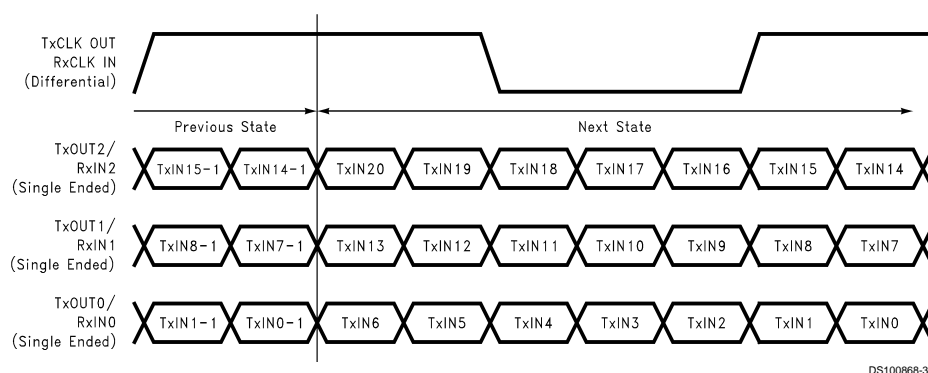 TxCLK OUT
RxCLK IN
(Differential)
Previous State
Next State
TxOUT2/
RxIN2
(Single Ended)
TxIN15-1 TxIN14-1 TxIN20 TxIN19 TxIN18 TxIN17 TxIN16 TxIN15 TxIN14
TxOUT1/
RxIN1
(Single Ended)
TxIN8-1 TxIN7-1 TxIN13 TxIN12 TxIN11 TxIN10 TxIN9 TxIN8 TxIN7
TxOUT0/
RxIN0
(Single Ended)
TxIN1-1 TxIN0-1 TxIN6 TxIN5 TxIN4 TxIN3 TxIN2 TxIN1 TxIN0
DS100868-3